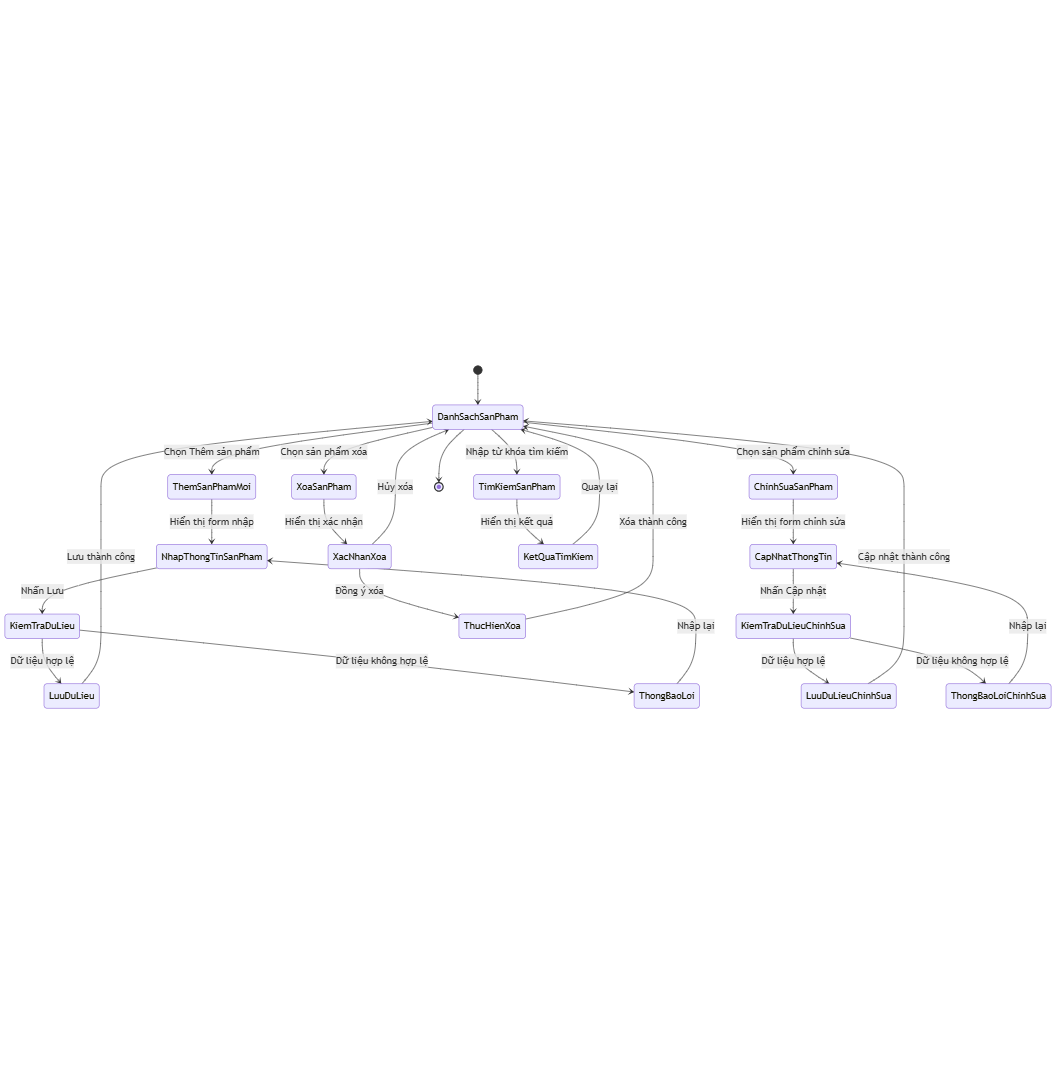 DanhSachSanPham
Chọn Thêm sản phẩm
Chọn sản phẩm xóa
Nhập từ khóa tìm kiếm
Chọn sản phẩm chỉnh sửa
ThemSanPhamMoi
XoaSanPham
Hủy xóa
TimKiemSanPham
Quay lại
ChinhSuaSanPham
Hiển thị form nhập
Hiển thị xác nhận
Hiển thị kết quả
Xóa thành công
Hiển thị form chỉnh sửa
Lưu thành công
NhapThongTinSanPham
XacNhanXoa
KetQuaTimKiem
CapNhatThongTin
Cập nhật thành công
Nhấn Lưu
Đồng ý xóa
Nhấn Cập nhật
KiemTraDuLieu
ThucHienXoa
Nhập lại
KiemTraDuLieuChinhSua
Nhập lại
Dữ liệu hợp lệ
Dữ liệu không hợp lệ
Dữ liệu hợp lệ
Dữ liệu không hợp lệ
LuuDuLieu
ThongBaoLoi
LuuDuLieuChinhSua
ThongBaoLoiChinhSua